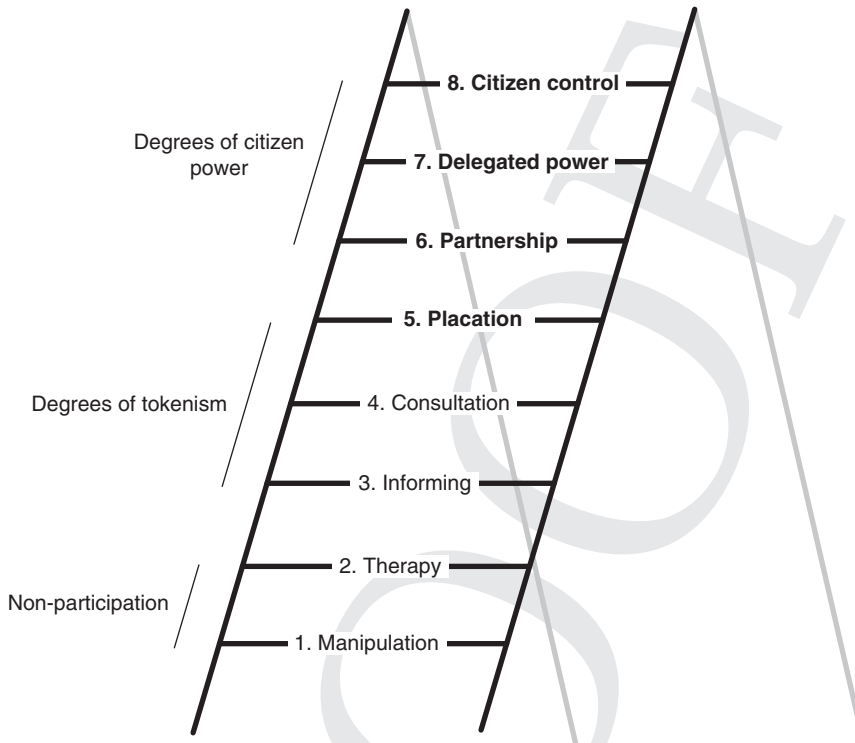 8. Citizen control
Degrees of citizen
power
7. Delegated power
6. Partnership
5. Placation
Degrees of tokenism
4. Consultation
3. Informing
2. Therapy
Non-participation
1. Manipulation